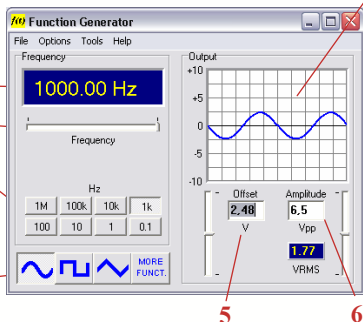 f(t) Function Generator
File Options Tools Help
Frequency
1000.00 Hz
Frequency
Hz
1M 100k 10k 1k
100 10 1 0.1
MORE FUNCT.
Output
+10
+5
0
-5
-10
Offset Amplitude
2,48 6,5
V Vpp
1.77
VRMS
5 6